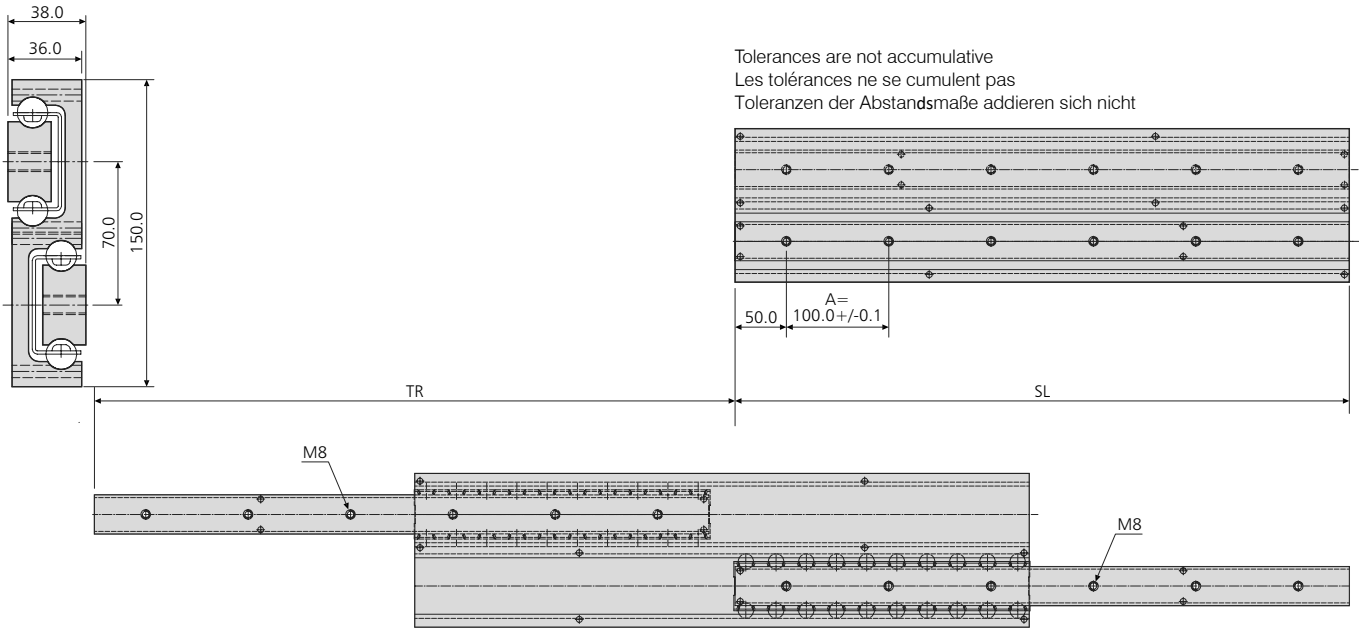 38.0
36.0
Tolerances are not accumulative
Les tolérances ne se cumulent pas
Toleranzen der Abstandsmaße addieren sich nicht
70.0
150.0
50.0
A=
100.0+/-0.1
TR
SL
M8
M8